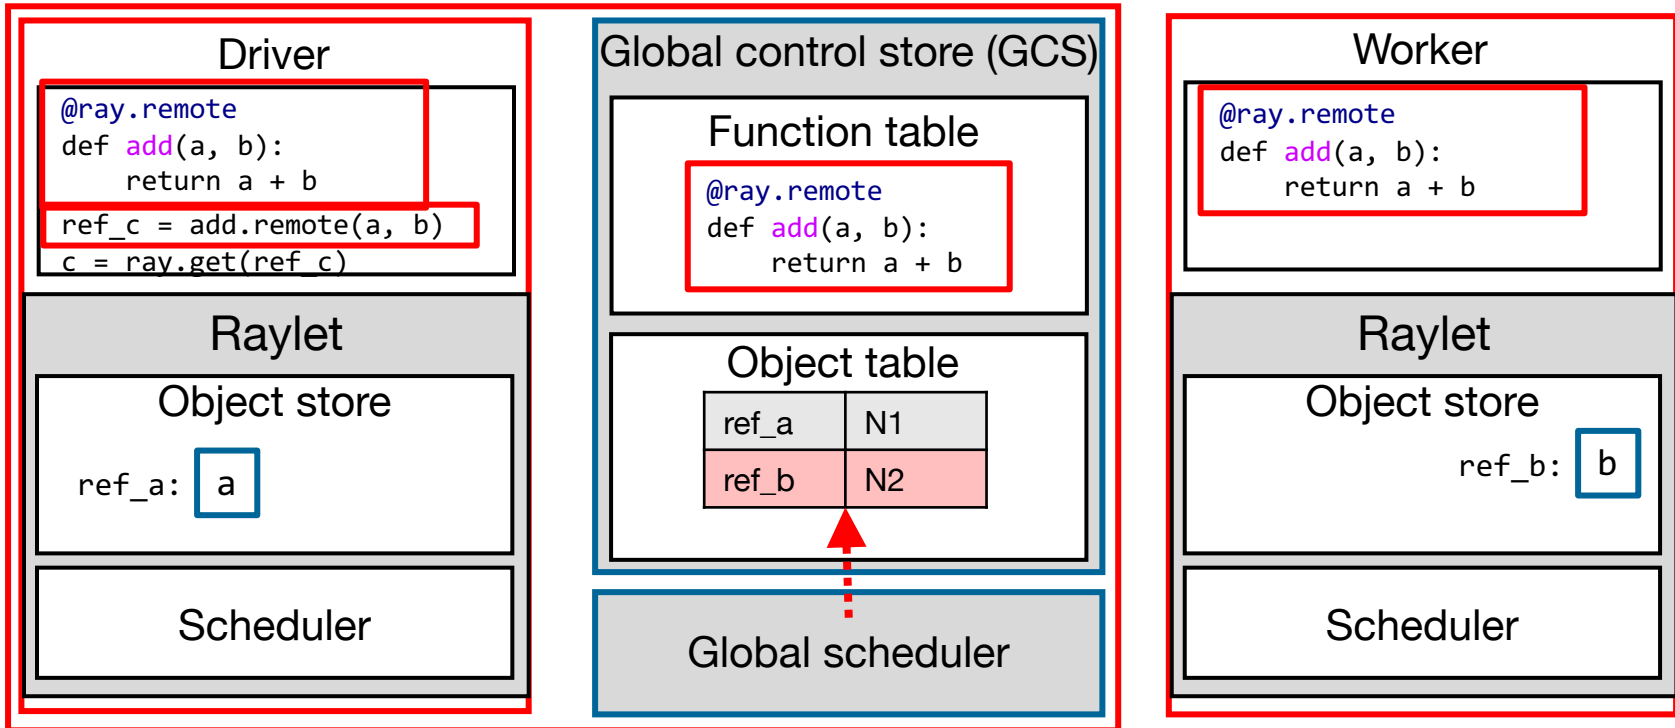 Driver
@ray.remote
def add(a, b):
    return a + b
ref_c = add.remote(a, b)
c = ray.get(ref_c)
Raylet
Object store
ref_a: a
Scheduler
Global control store (GCS)
Function table
@ray.remote
def add(a, b):
    return a + b
Object table
ref_a N1
ref_b N2
Global scheduler
Worker
@ray.remote
def add(a, b):
    return a + b
Raylet
Object store
ref_b: b
Scheduler